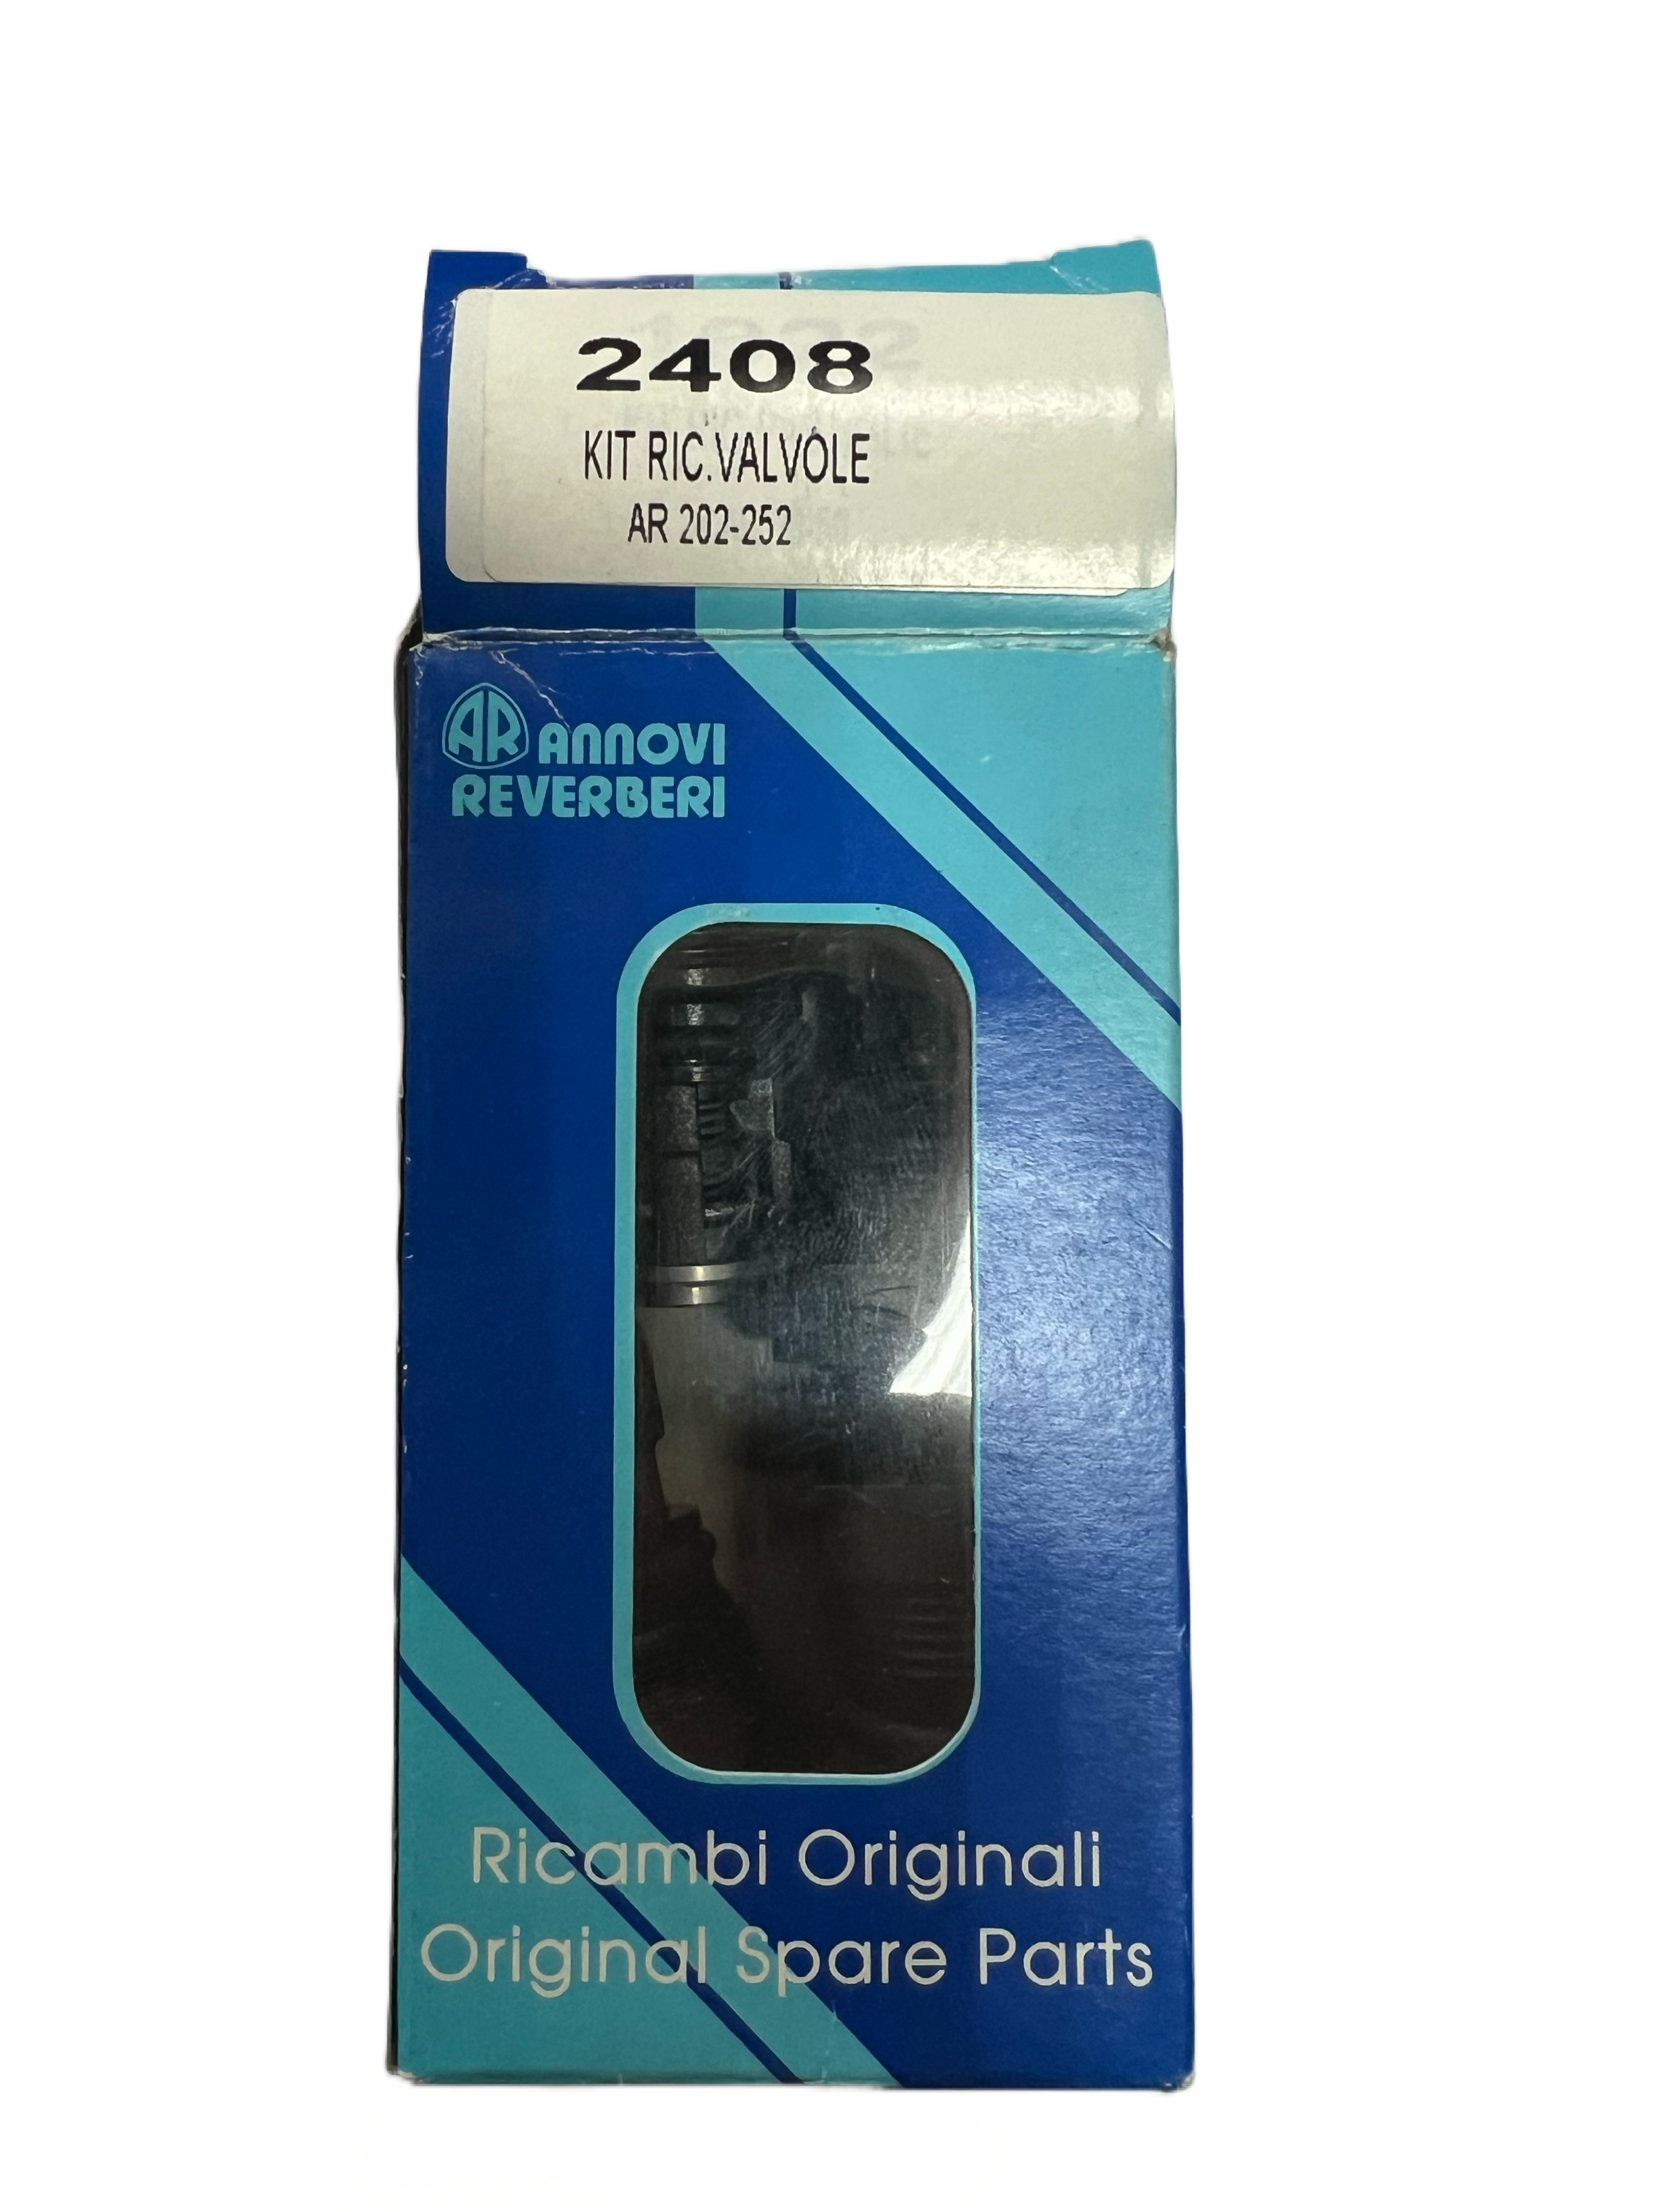 2408
KIT RIC.VALVOLE
AR 202-252
AR ANNOVI
REVERBERI
Ricambi Originali
Original Spare Parts